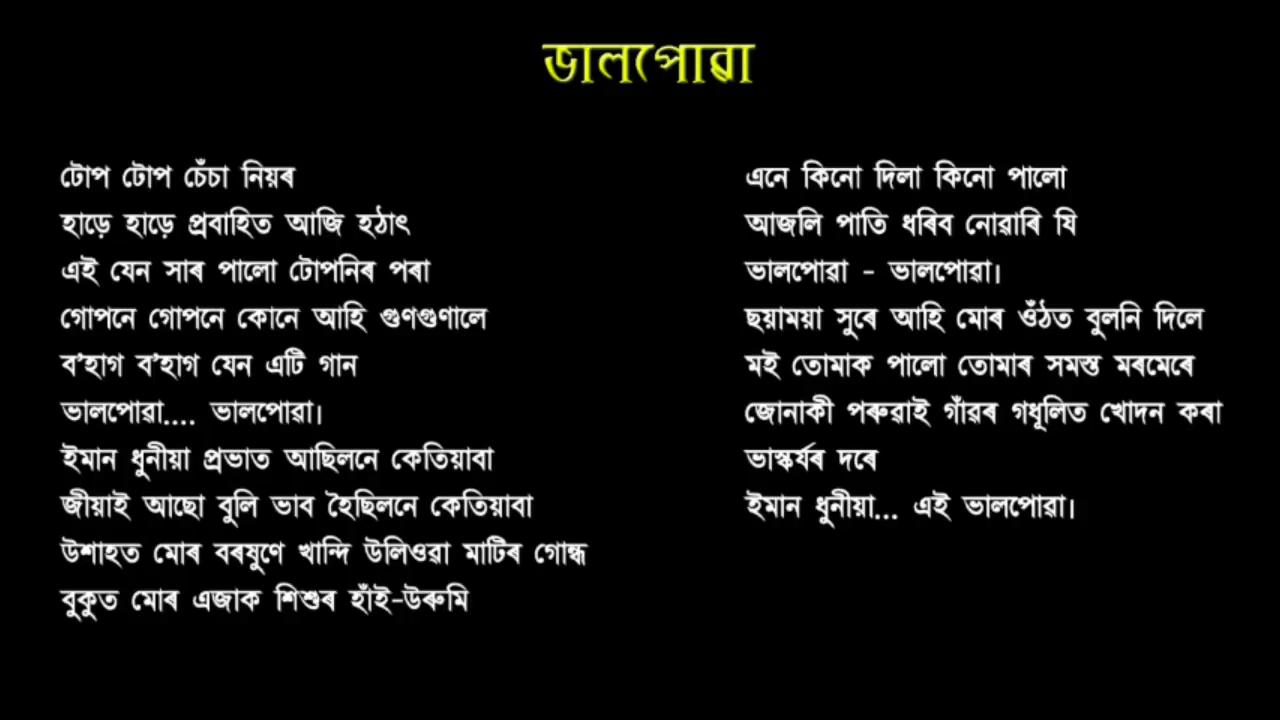 ভালপোৱা
টোপ টোপ চেঁচা নিয়ৰ
হাড়ে হাড়ে প্ৰবাহিত আজি হঠাৎ
এই যেন সাৰ পালো টোপনিৰ পৰা
গোপনে গোপনে কোনে আহি গুণগুণালে
ব’হাগ ব’হাগ যেন এটি গান
ভালপোৱা.... ভালপোৱা।
ইমান ধুনীয়া প্ৰভাত আছিলনে কেতিয়াবা
জীয়াই আছো বুলি ভাব হৈছিলনে কেতিয়াবা
উশাহত মোৰ বৰষুণে খান্দি উলিওৱা মাটিৰ গোন্ধ
বুকুত মোৰ এজাক শিশুৰ হাঁই-উৰুমি
এনে কিনো দিলা কিনো পালো
আজলি পাতি ধৰিব নোৱাৰি যি
ভালপোৱা - ভালপোৱা।
ছয়াময়া সুৰে আহি মোৰ ওঁঠত বুলনি দিলে
মই তোমাক পালো তোমাৰ সমস্ত মৰমেৰে
জোনাকী পৰুৱাই গাঁৱৰ গধূলিত খোদন কৰা
ভাস্কৰ্যৰ দৰে
ইমান ধুনীয়া... এই ভালপোৱা।